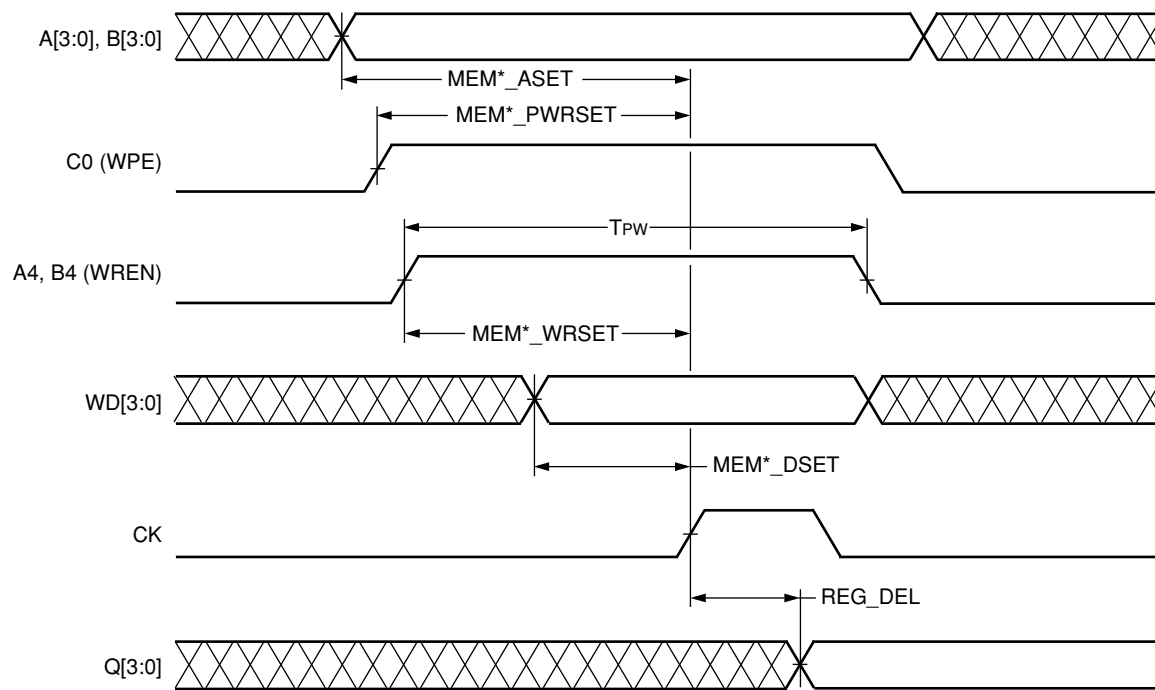 A[3:0], B[3:0]
MEM*_ASET
MEM*_PWRSET
C0 (WPE)
TPW
A4, B4 (WREN)
MEM*_WRSET
WD[3:0]
MEM*_DSET
CK
REG_DEL
Q[3:0]